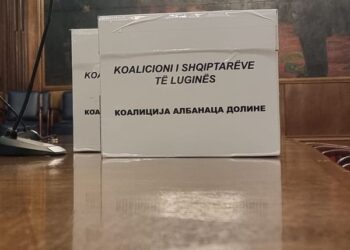 KOALICIONI I SHQIPTARËVE
TË LUGINËS
КОАЛИЦИЈА АЛБАНАЦА ДОЛИНЕ